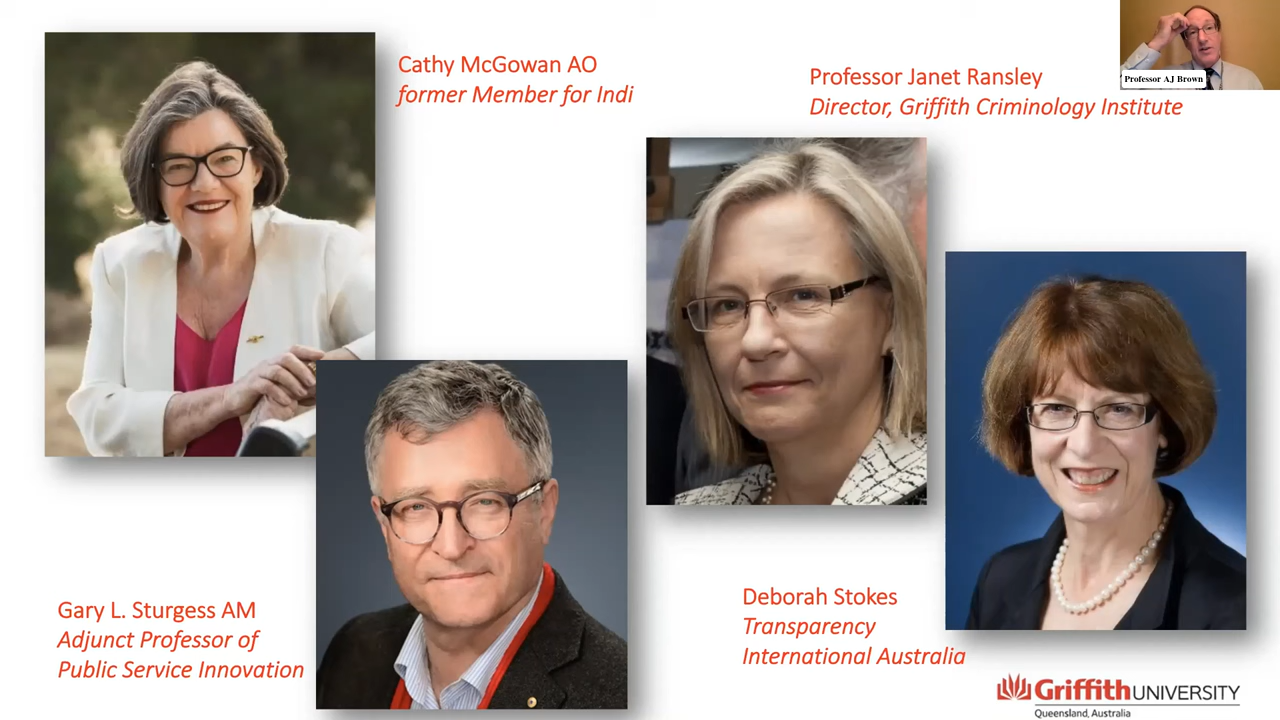 Cathy McGowan AO
former Member for Indi
Professor Janet Ransley
Director, Griffith Criminology Institute
Professor AJ Brown
Gary L. Sturgess AM
Adjunct Professor of
Public Service Innovation
Deborah Stokes
Transparency
International Australia
Griffith UNIVERSITY
Queensland, Australia